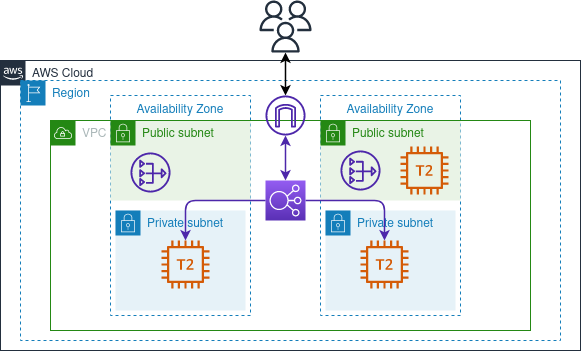 aws
AWS Cloud
Region
Availability Zone
Availability Zone
VPC
Public subnet
Public subnet
T2
Private subnet
Private subnet
T2
T2